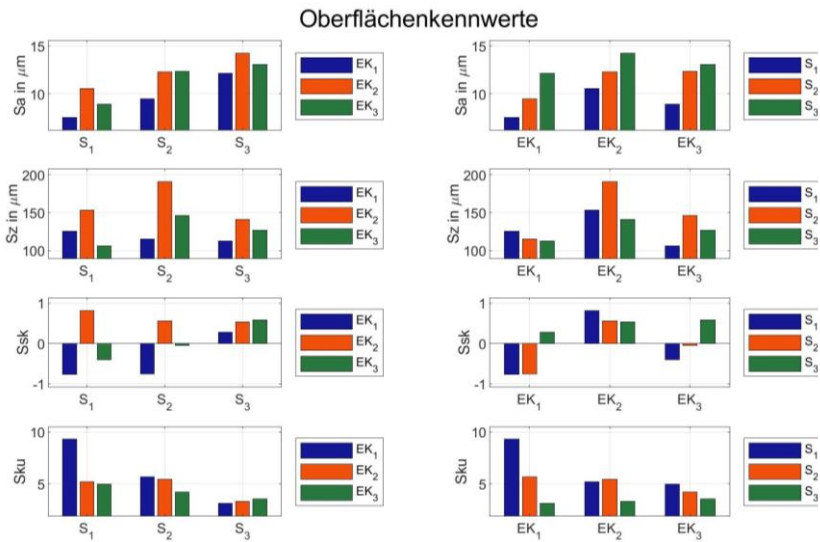 Oberflächenkennwerte
Sa in μm
15
10
S₁ S₂ S₃
EK₁
EK₂
EK₃
Sa in μm
15
10
EK₁ EK₂ EK₃
S₁
S₂
S₃
Sz in μm
200
150
100
S₁ S₂ S₃
EK₁
EK₂
EK₃
Sz in μm
200
150
100
EK₁ EK₂ EK₃
S₁
S₂
S₃
Ssk
1
0
-1
S₁ S₂ S₃
EK₁
EK₂
EK₃
Ssk
1
0
-1
EK₁ EK₂ EK₃
S₁
S₂
S₃
Sku
10
5
S₁ S₂ S₃
EK₁
EK₂
EK₃
Sku
10
5
EK₁ EK₂ EK₃
S₁
S₂
S₃